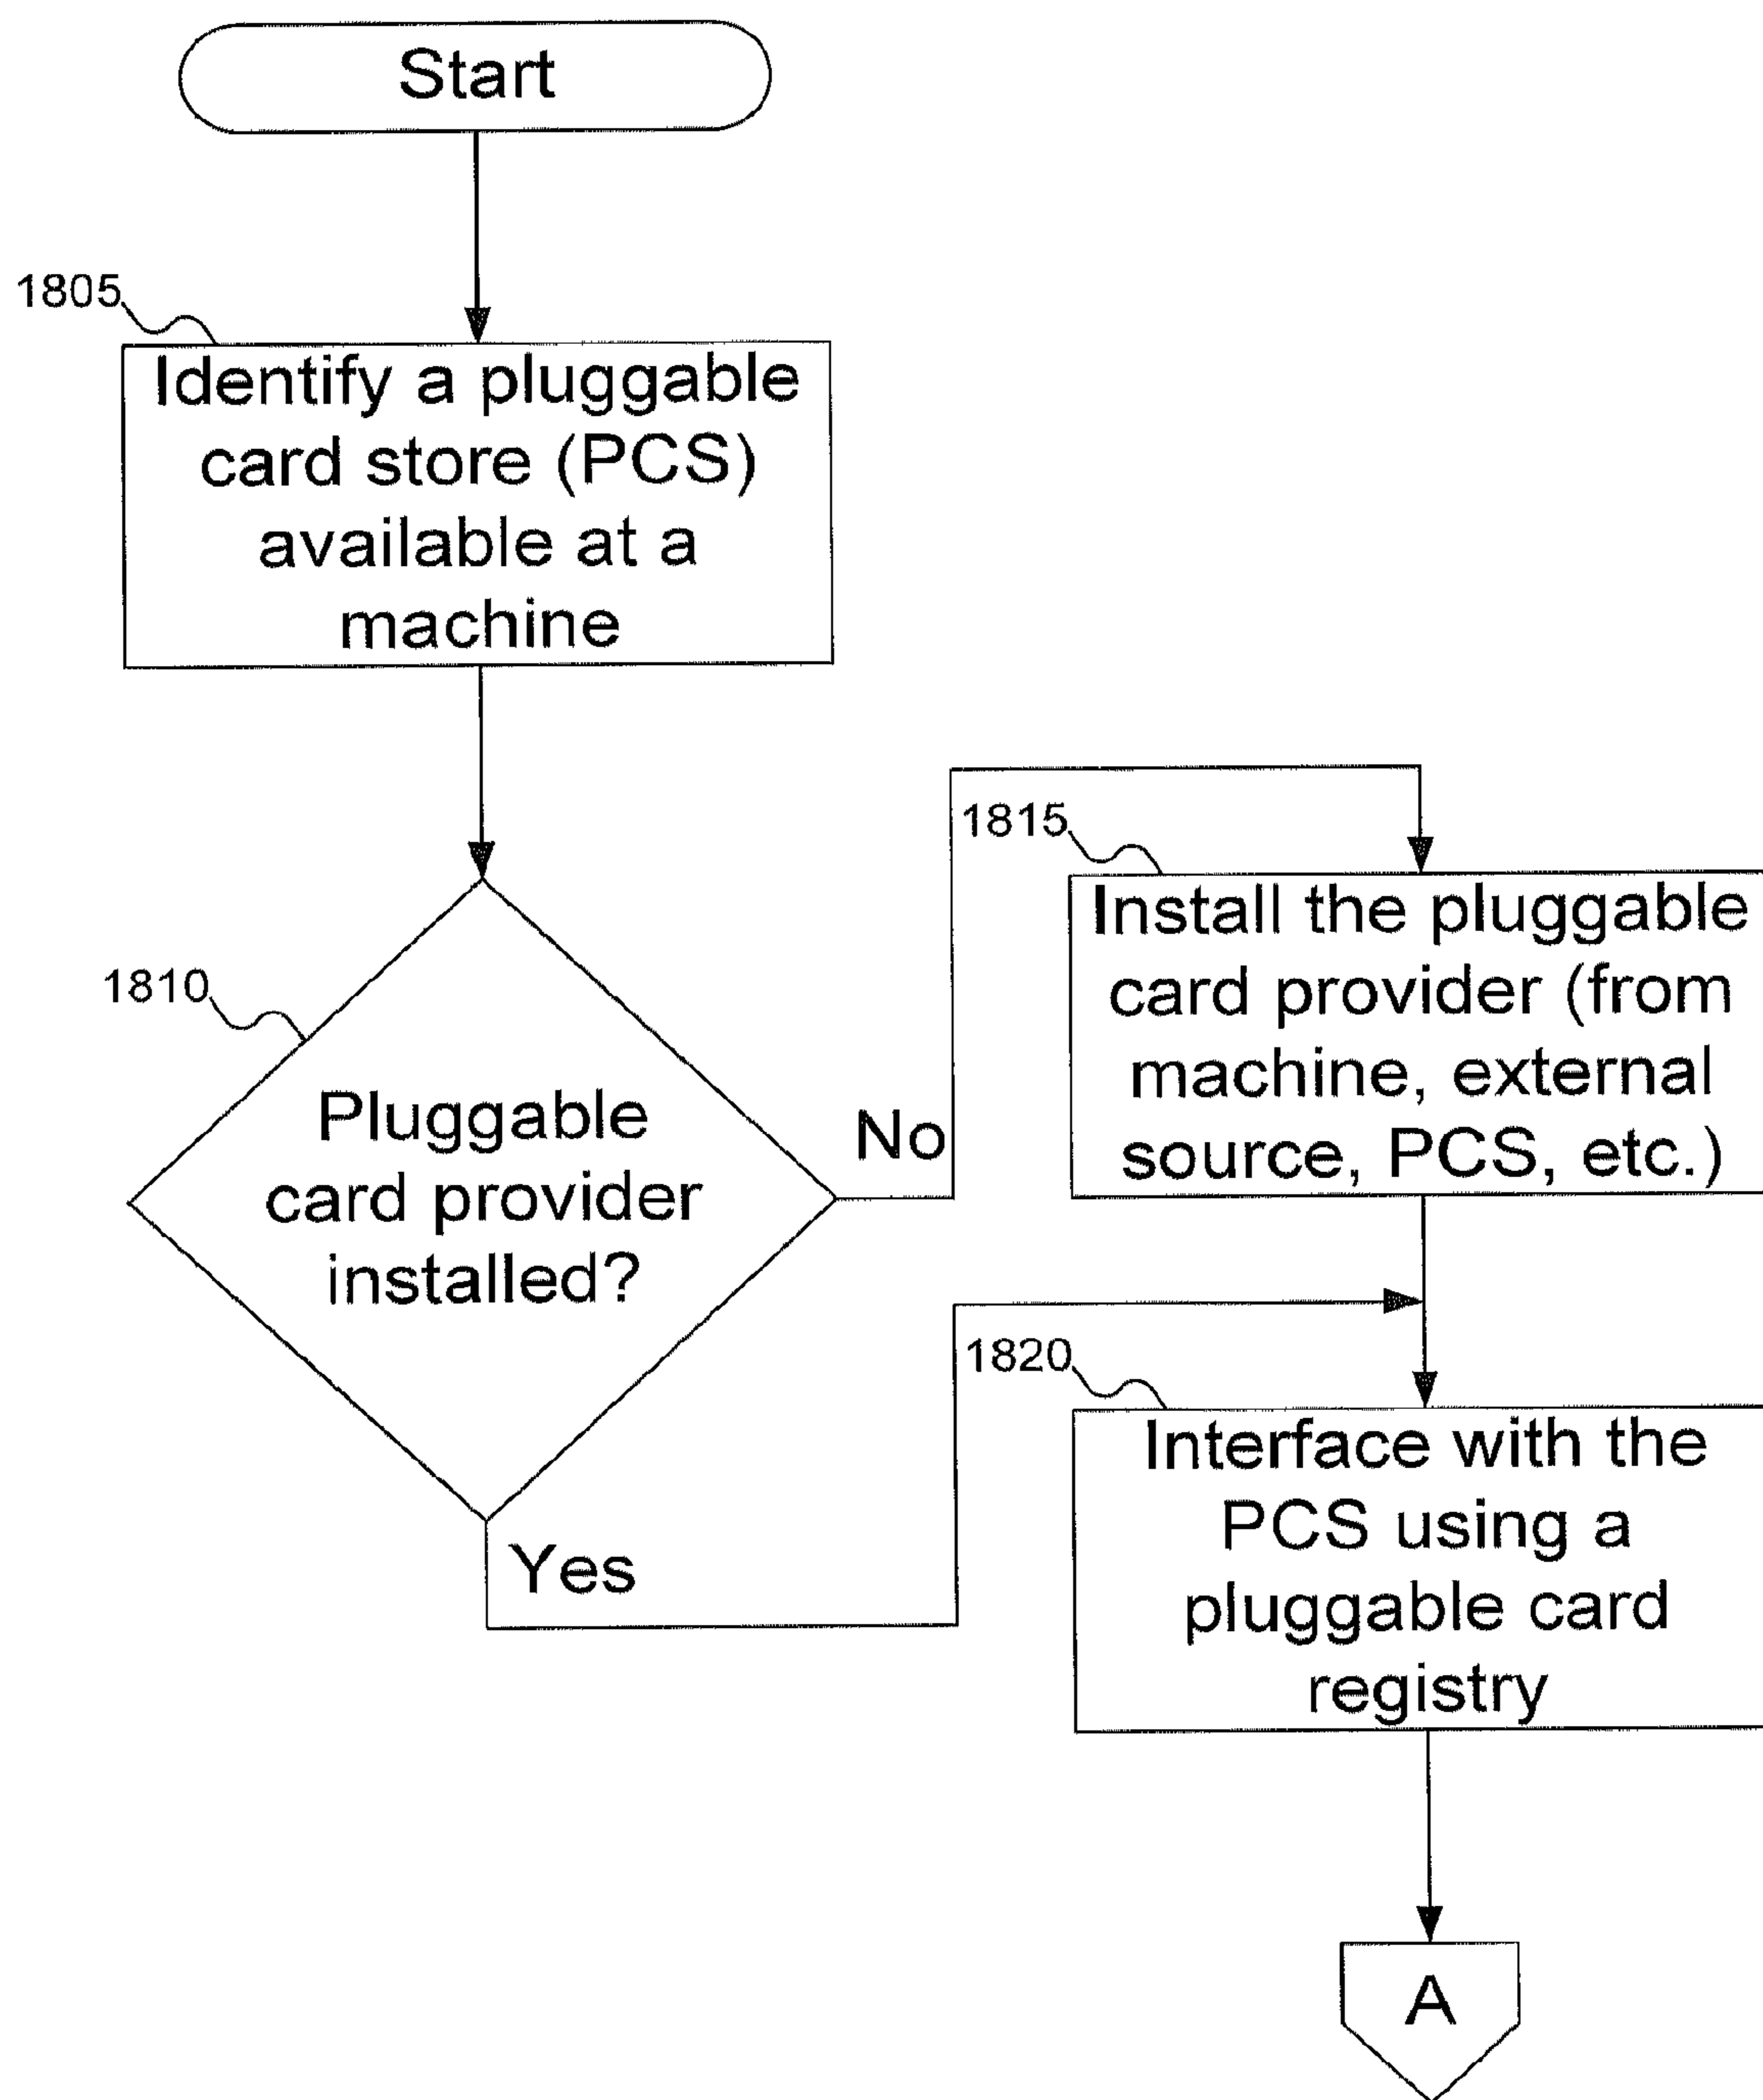 Start
1805
Identify a pluggable
card store (PCS)
available at a
machine
1810
Pluggable
card provider
installed?
No
Yes
1815
Install the pluggable
card provider (from
machine, external
source, PCS, etc.)
1820
Interface with the
PCS using a
pluggable card
registry
A